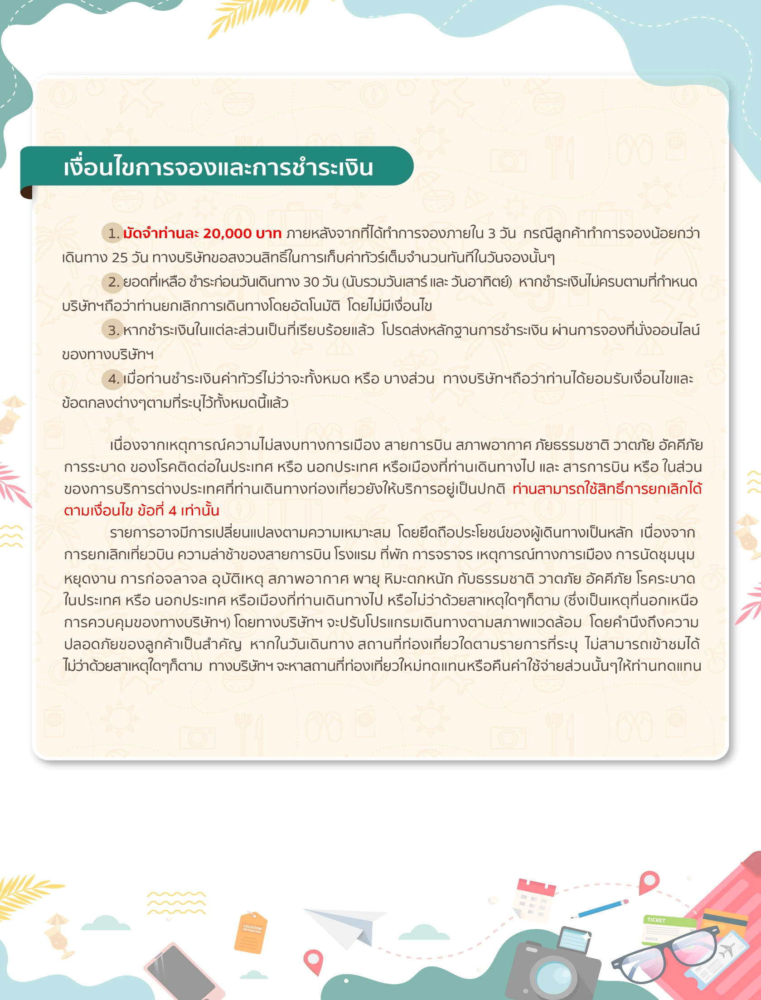 เงื่อนไขการจองและการชำระเงิน
1. มัดจำท่านละ 20,000 บาท ภายหลังจากที่ได้ทำการจองภายใน 3 วัน กรณีลูกค้าทำการจองน้อยกว่า
เดินทาง 25 วัน ทางบริษัทขอสงวนสิทธิ์ในการเก็บค่าทัวร์เต็มจำนวนทันทีในวันจองนั้นๆ
2. ยอดที่เหลือ ชำระก่อนวันเดินทาง 30 วัน (นับรวมวันเสาร์ และ วันอาทิตย์) หากชำระเงินไม่ครบตามที่กำหนด
บริษัทฯถือว่าท่านยกเลิกการเดินทางโดยอัตโนมัติ โดยไม่มีเงื่อนไข
3. หากชำระเงินในแต่ละส่วนเป็นที่เรียบร้อยแล้ว โปรดส่งหลักฐานการชำระเงิน ผ่านการจองที่นั่งออนไลน์
ของทางบริษัทฯ
4. เมื่อท่านชำระเงินค่าทัวร์ไม่ว่าจะทั้งหมด หรือ บางส่วน ทางบริษัทฯถือว่าท่านได้ยอมรับเงื่อนไขและ
ข้อตกลงต่างๆตามที่ระบุไว้ทั้งหมดนี้แล้ว
เนื่องจากเหตุการณ์ความไม่สงบทางการเมือง สายการบิน สภาพอากาศ ภัยธรรมชาติ วาตภัย อัคคีภัย
การระบาด ของโรคติดต่อในประเทศ หรือ นอกประเทศ หรือเมืองที่ท่านเดินทางไป และ สารการบิน หรือ ในส่วน
ของการบริการต่างประเทศที่ท่านเดินทางท่องเที่ยวยังให้บริการอยู่เป็นปกติ ท่านสามารถใช้สิทธิ์การยกเลิกได้
ตามเงื่อนไข ข้อที่ 4 เท่านั้น
รายการอาจมีการเปลี่ยนแปลงตามความเหมาะสม โดยยึดถือประโยชน์ของผู้เดินทางเป็นหลัก เนื่องจาก
การยกเลิกเที่ยวบิน ความล่าช้าของสายการบิน โรงแรม ที่พัก การจราจร เหตุการณ์ทางการเมือง การนัดชุมนุม
หยุดงาน การก่อจลาจล อุบัติเหตุ สภาพอากาศ พายุ หิมะตกหนัก กับธรรมชาติ วาตภัย อัคคีภัย โรคระบาด
ในประเทศ หรือ นอกประเทศ หรือเมืองที่ท่านเดินทางไป หรือไม่ว่าด้วยสาเหตุใดๆก็ตาม (ซึ่งเป็นเหตุที่นอกเหนือ
การควบคุมของทางบริษัทฯ) โดยทางบริษัทฯ จะปรับโปรแกรมเดินทางตามสภาพแวดล้อม โดยคำนึงถึงความ
ปลอดภัยของลูกค้าเป็นสำคัญ หากในวันเดินทาง สถานที่ท่องเที่ยวใดตามรายการที่ระบุ ไม่สามารถเข้าชมได้
ไม่ว่าด้วยสาเหตุใดๆก็ตาม ทางบริษัทฯ จะหาสถานที่ท่องเที่ยวใหม่ทดแทนหรือคืนค่าใช้จ่ายส่วนนั้นๆให้ท่านทดแทน
TICKET
LOCATION
DESTINATION